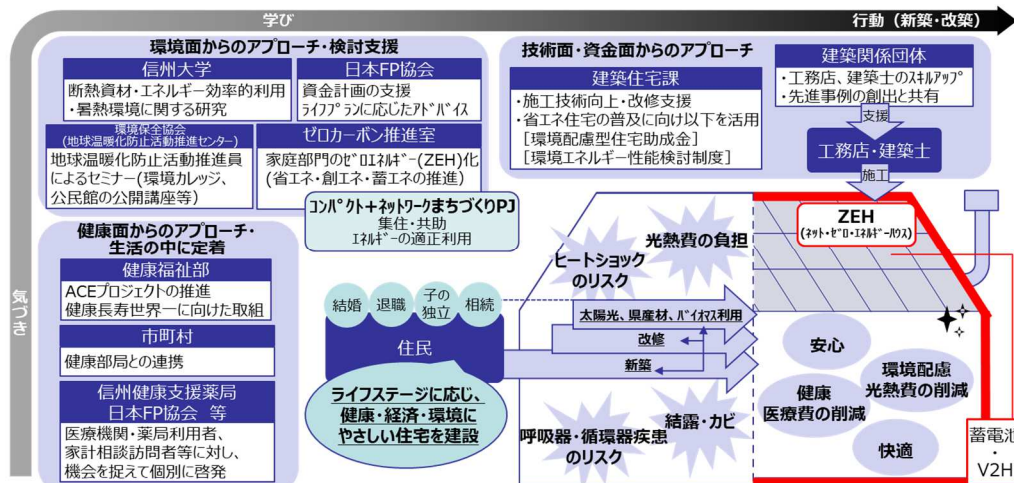 学び
行動（新築・改築）
気づき
環境面からのアプローチ・検討支援
信州大学
断熱資材・エネルギー効率的利用
・暑熱環境に関する研究
日本FP協会
資金計画の支援
ﾗｲﾌﾌﾟﾗﾝに応じたｱﾄﾞﾊﾞｲｽ
環境保全協会
(地球温暖化防止活動推進センター)
地球温暖化防止活動推進員
によるセミナー(環境カレッジ、
公民館の公開講座等)
ゼロカーボン推進室
家庭部門のｾﾞﾛｴﾈﾙｷﾞｰ(ZEH)化
(省エネ・創エネ・蓄エネの推進)
ｺﾝﾊﾟｸﾄ＋ﾈｯﾄﾜｰｸまちづくりPJ
集住・共助
ｴﾈﾙｷﾞｰの適正利用
技術面・資金面からのアプローチ
建築住宅課
・施工技術向上・改修支援
・省エネ住宅の普及に向け以下を活用
［環境配慮型住宅助成金］
［環境エネルギー性能検討制度］
建築関係団体
・工務店、建築士のｽｷﾙｱｯﾌﾟ
・先進事例の創出と共有
支援
工務店・建築士
施工
健康面からのアプローチ・
生活の中に定着
健康福祉部
ACEプロジェクトの推進
健康長寿世界一に向けた取組
市町村
健康部局との連携
信州健康支援薬局
日本FP協会 等
医療機関・薬局利用者、
家計相談訪問者等に対し、
機会を捉えて個別に啓発
結婚
退職
子の
独立
相続
住民
ライフステージに応じ、
健康・経済・環境に
やさしい住宅を建設
太陽光、県産材、ﾊﾞｲｵﾏｽ利用
改修
新築
ヒートショック
のリスク
光熱費の負担
呼吸器・循環器疾患
のリスク
結露・カビ
ZEH
(ﾈｯﾄ・ｾﾞﾛ・ｴﾈﾙｷﾞｰﾊｳｽ)
安心
環境配慮
光熱費の削減
健康
医療費の削減
快適
蓄電池
・
V2H